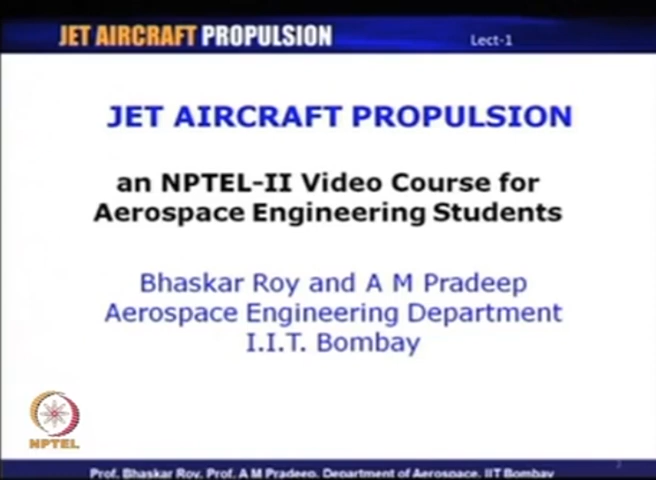 JET AIRCRAFT PROPULSION
Lect-1
JET AIRCRAFT PROPULSION
an NPTEL-II Video Course for
Aerospace Engineering Students
Bhaskar Roy and A M Pradeep
Aerospace Engineering Department
I.I.T. Bombay
NPTEL
Prof. Bhaskar Roy, Prof. A M Pradeep, Department of Aerospace, IIT Bombay